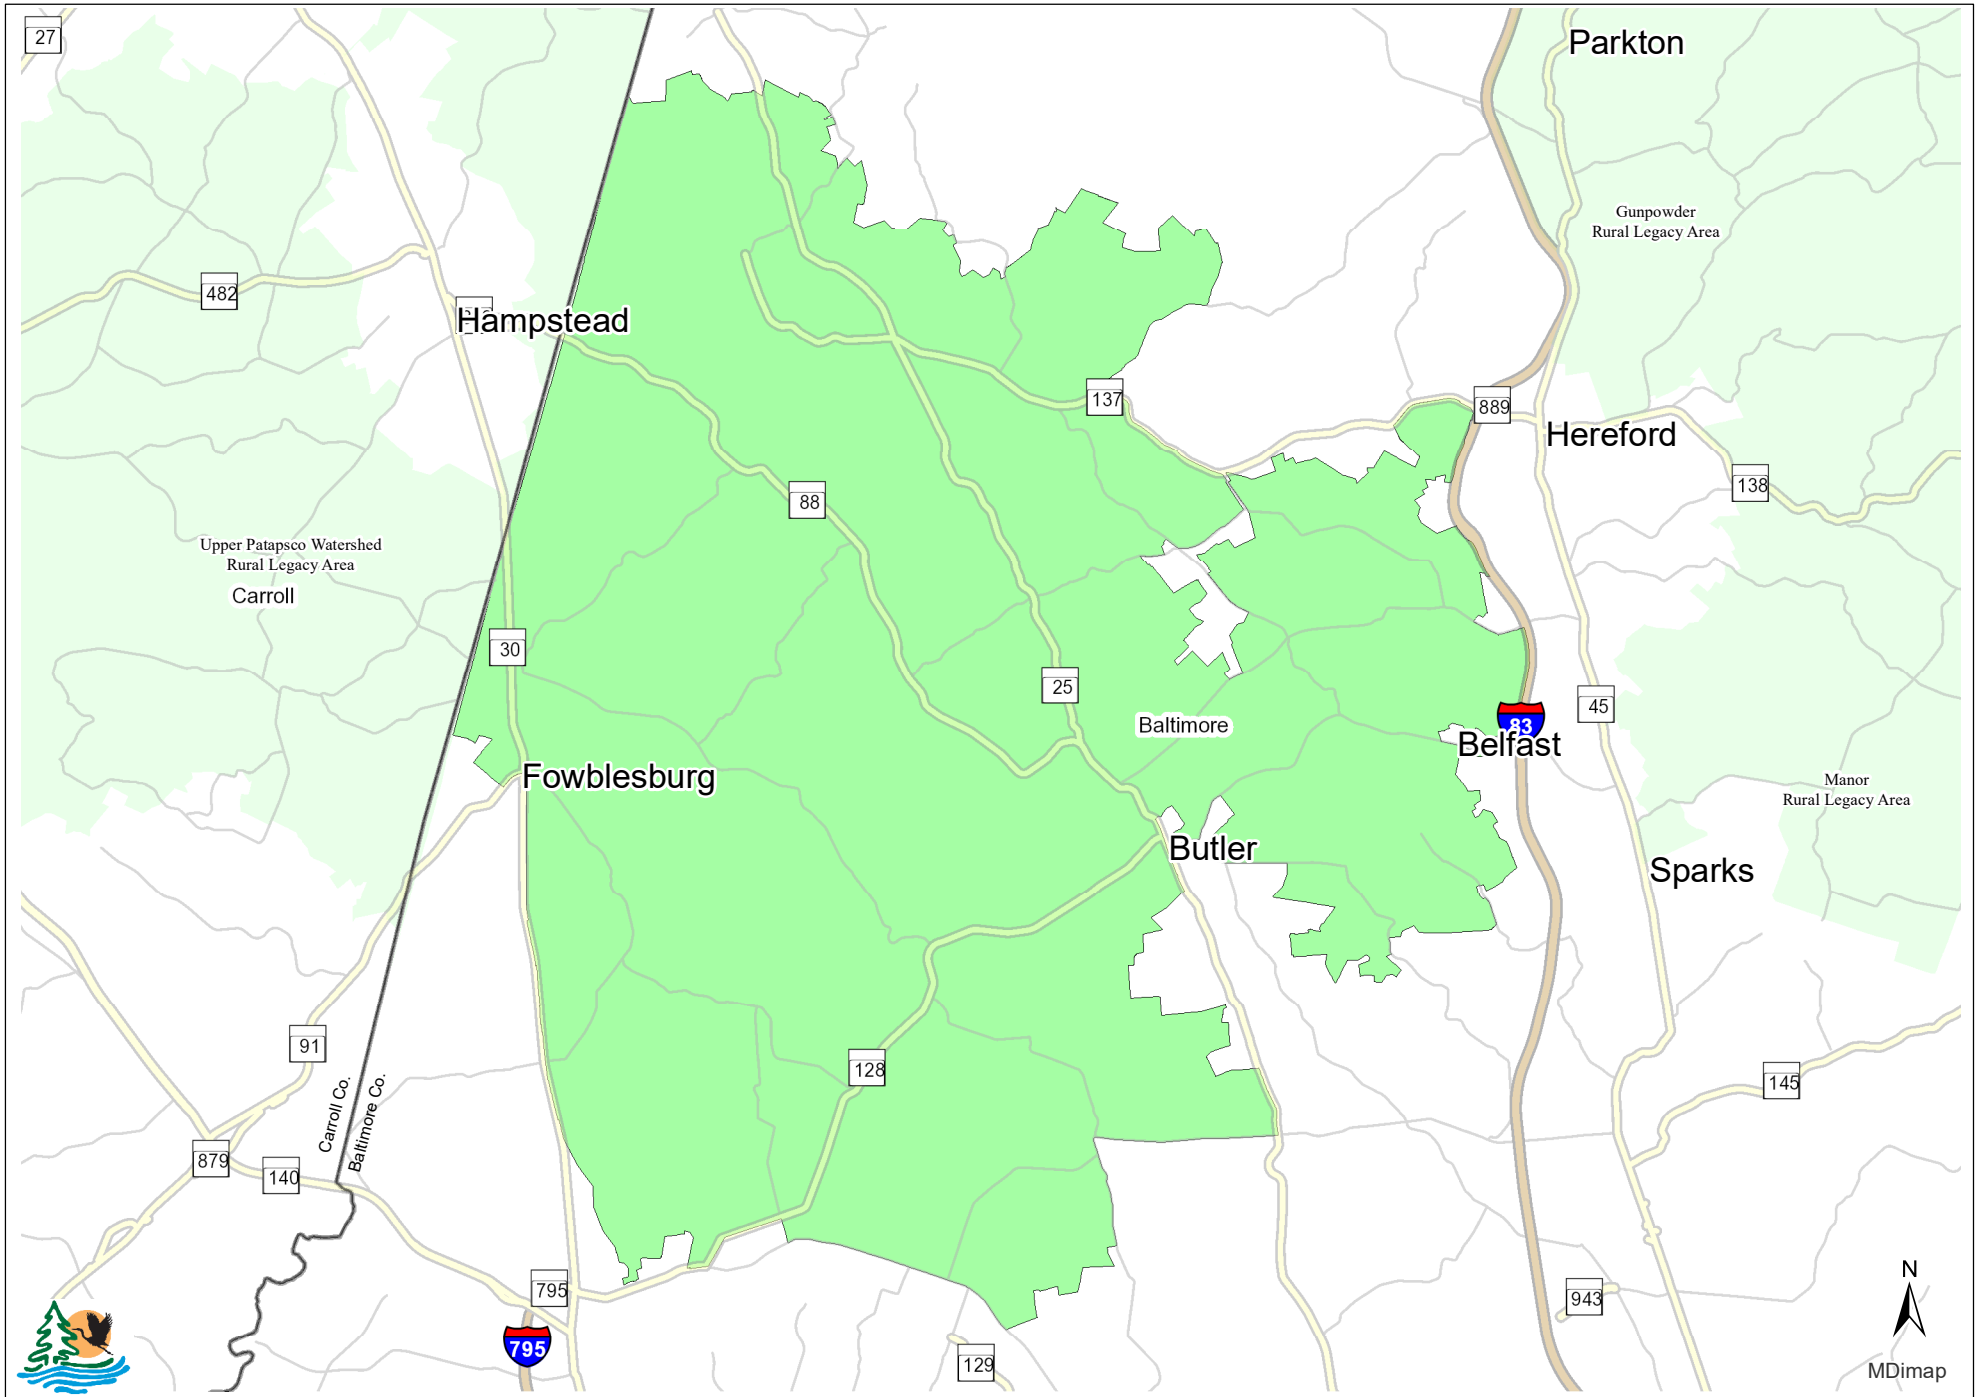 27
Parkton
Gunpowder
Rural Legacy Area
482
Hampstead
137
889
Hereford
138
88
Upper Patapsco Watershed
Rural Legacy Area
Carroll
30
25
45
83
Baltimore
Belfast
Fowblesburg
Manor
Rural Legacy Area
Butler
Sparks
91
128
145
Carroll Co.
Baltimore Co.
879
140
N
795
943
795
129
MDimap